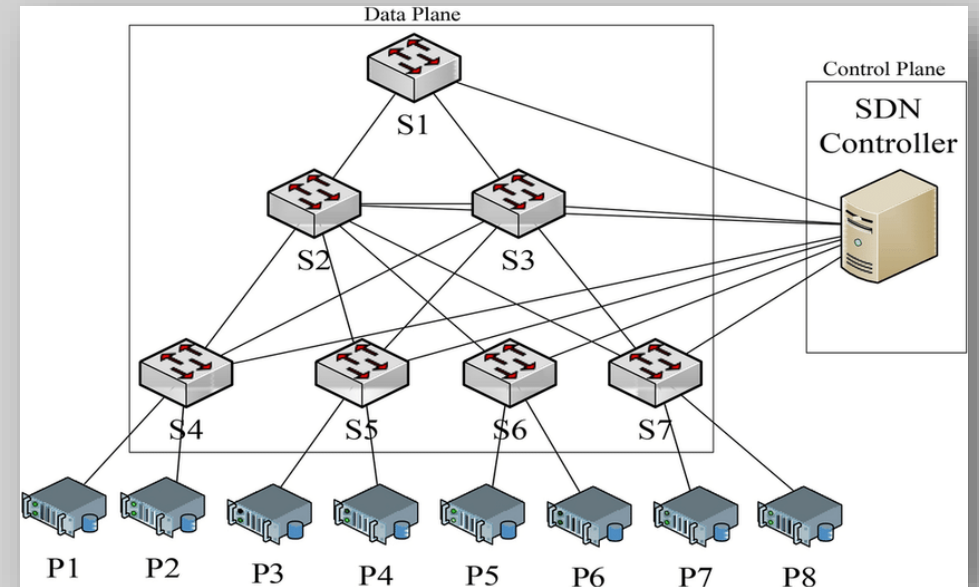 Data Plane
Control Plane
SDN
Controller
S1
S2
S3
S4
S5
S6
S7
P1
P2
P3
P4
P5
P6
P7
P8